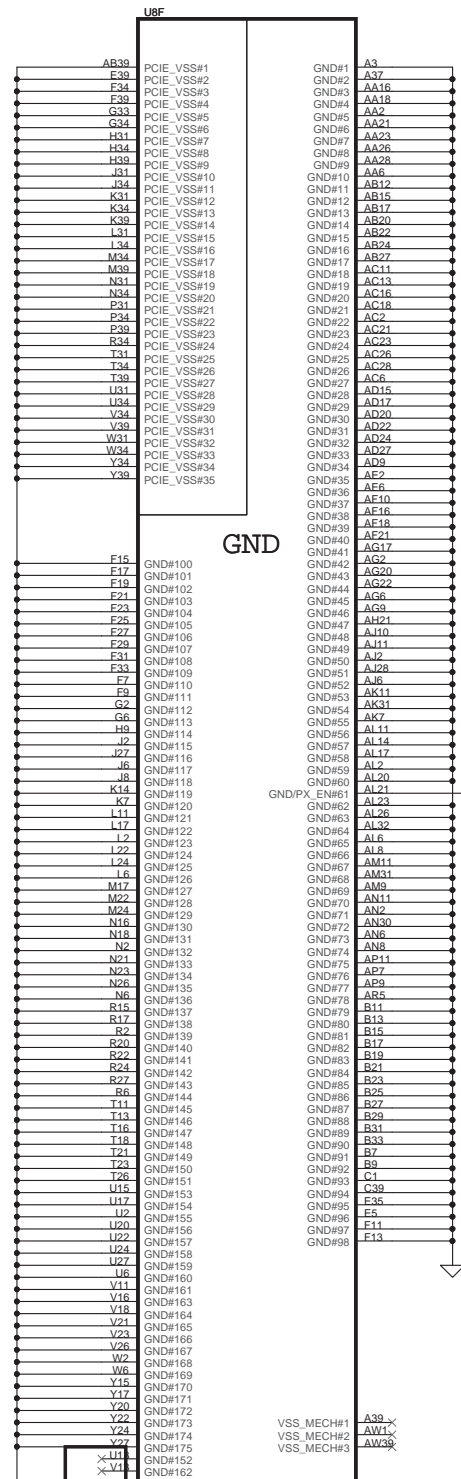 U8F
AB39 PCIE_VSS#1
E39 PCIE_VSS#2
F34 PCIE_VSS#3
F39 PCIE_VSS#4
G33 PCIE_VSS#5
G34 PCIE_VSS#6
H31 PCIE_VSS#7
H34 PCIE_VSS#8
H39 PCIE_VSS#9
J31 PCIE_VSS#10
J34 PCIE_VSS#11
K31 PCIE_VSS#12
K34 PCIE_VSS#13
K39 PCIE_VSS#14
L31 PCIE_VSS#15
L34 PCIE_VSS#16
M34 PCIE_VSS#17
M39 PCIE_VSS#18
N31 PCIE_VSS#19
N34 PCIE_VSS#20
P31 PCIE_VSS#21
P34 PCIE_VSS#22
P39 PCIE_VSS#23
R34 PCIE_VSS#24
T31 PCIE_VSS#25
T34 PCIE_VSS#26
T39 PCIE_VSS#27
U31 PCIE_VSS#28
U34 PCIE_VSS#29
V34 PCIE_VSS#30
V39 PCIE_VSS#31
W31 PCIE_VSS#32
W34 PCIE_VSS#33
Y34 PCIE_VSS#34
Y39 PCIE_VSS#35
GND
F15 GND#100
F17 GND#101
F19 GND#102
F21 GND#103
F23 GND#104
F25 GND#105
F27 GND#106
F29 GND#107
F31 GND#108
F33 GND#109
F7 GND#110
F9 GND#111
G2 GND#112
G6 GND#113
H9 GND#114
J2 GND#115
J27 GND#116
J6 GND#117
J8 GND#118
K14 GND#119
K7 GND#120
L11 GND#121
L17 GND#122
L2 GND#123
L22 GND#124
L24 GND#125
L6 GND#126
M17 GND#127
M22 GND#128
M24 GND#129
N16 GND#130
N18 GND#131
N2 GND#132
N21 GND#133
N23 GND#134
N26 GND#135
N6 GND#136
R15 GND#137
R17 GND#138
R2 GND#139
R20 GND#140
R22 GND#141
R24 GND#142
R27 GND#143
R6 GND#144
T11 GND#145
T13 GND#146
T16 GND#147
T18 GND#148
T21 GND#149
T23 GND#150
T26 GND#151
U15 GND#153
U17 GND#154
U2 GND#155
U20 GND#156
U22 GND#157
U24 GND#158
U27 GND#159
U6 GND#160
V11 GND#161
V16 GND#163
V18 GND#164
V21 GND#165
V23 GND#166
V26 GND#167
W2 GND#168
W6 GND#169
Y15 GND#170
Y17 GND#171
Y20 GND#172
Y22 GND#173
Y24 GND#174
Y27 GND#175
U13 GND#152
V13 GND#162
GND#1 A3
GND#2 A37
GND#3 AA16
GND#4 AA18
GND#5 AA2
GND#6 AA21
GND#7 AA23
GND#8 AA26
GND#9 AA28
GND#10 AA6
GND#11 AB12
GND#12 AB15
GND#13 AB17
GND#14 AB20
GND#15 AB22
GND#16 AB24
GND#17 AB27
GND#18 AC11
GND#19 AC13
GND#20 AC16
GND#21 AC18
GND#22 AC2
GND#23 AC21
GND#24 AC23
GND#25 AC26
GND#26 AC28
GND#27 AC6
GND#28 AD15
GND#29 AD17
GND#30 AD20
GND#31 AD22
GND#32 AD24
GND#33 AD27
GND#34 AD9
GND#35 AE2
GND#36 AE6
GND#37 AF10
GND#38 AF16
GND#39 AF18
GND#40 AF21
GND#41 AG17
GND#42 AG2
GND#43 AG20
GND#44 AG22
GND#45 AG6
GND#46 AG9
GND#47 AH21
GND#48 AJ10
GND#49 AJ11
GND#50 AJ2
GND#51 AJ28
GND#52 AJ6
GND#53 AK11
GND#54 AK31
GND#55 AK7
GND#56 AL11
GND#57 AL14
GND#58 AL17
GND#59 AL2
GND#60 AL20
GND/PX_EN#61 AL21
GND#62 AL23
GND#63 AL26
GND#64 AL32
GND#65 AL6
GND#66 AL8
GND#67 AM11
GND#68 AM31
GND#69 AM9
GND#70 AN11
GND#71 AN2
GND#72 AN30
GND#73 AN6
GND#74 AN8
GND#75 AP11
GND#76 AP7
GND#77 AP9
GND#78 AR5
GND#79 B11
GND#80 B13
GND#81 B15
GND#82 B17
GND#83 B19
GND#84 B21
GND#85 B23
GND#86 B25
GND#87 B27
GND#88 B29
GND#89 B31
GND#90 B33
GND#91 B7
GND#92 B9
GND#93 C1
GND#94 C39
GND#95 E35
GND#96 E5
GND#97 F11
GND#98 F13
VSS_MECH#1 A39
VSS_MECH#2 AW1
VSS_MECH#3 AW39